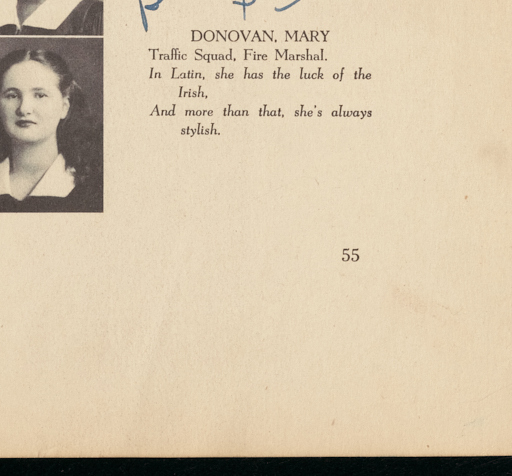 DONOVAN, MARY
Traffic Squad, Fire Marshal.
In Latin, she has the luck of the
Irish,
And more than that, she's always
stylish.
55